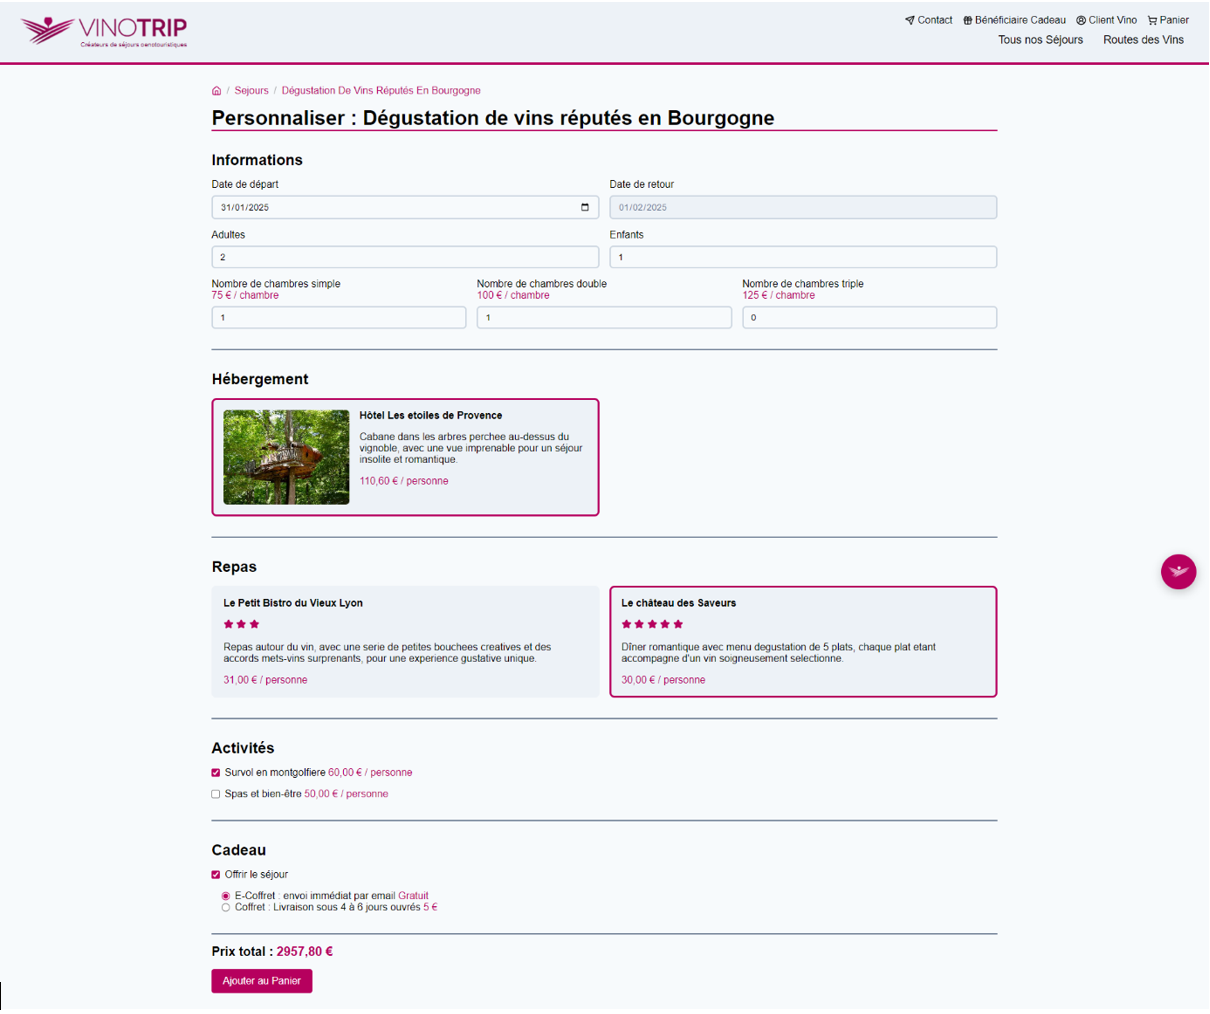 VINOTRIP
Créateurs de séjours oenotouristiques
Contact Bénéficiaire Cadeau Client Vino Panier
Tous nos Séjours Routes des Vins
/ Sejours / Dégustation De Vins Réputés En Bourgogne
Personnaliser : Dégustation de vins réputés en Bourgogne
Informations
Date de départ Date de retour
31/01/2025 01/02/2025
Adultes Enfants
2 1
Nombre de chambres simple Nombre de chambres double Nombre de chambres triple
75 € / chambre 100 € / chambre 125 € / chambre
1 1 0
Hébergement
Hôtel Les etoiles de Provence
Cabane dans les arbres perchee au-dessus du
vignoble, avec une vue imprenable pour un séjour
insolite et romantique.
110,60 € / personne
Repas
Le Petit Bistro du Vieux Lyon
Repas autour du vin, avec une serie de petites bouchees creatives et des
accords mets-vins surprenants, pour une experience gustative unique.
31,00 € / personne
Le château des Saveurs
Dîner romantique avec menu degustation de 5 plats, chaque plat etant
accompagne d'un vin soigneusement selectionne.
30,00 € / personne
Activités
Survol en montgolfiere 60,00 € / personne
Spas et bien-être 50,00 € / personne
Cadeau
Offrir le séjour
E-Coffret : envoi immédiat par email Gratuit
Coffret : Livraison sous 4 à 6 jours ouvrés 5 €
Prix total : 2957,80 €
Ajouter au Panier